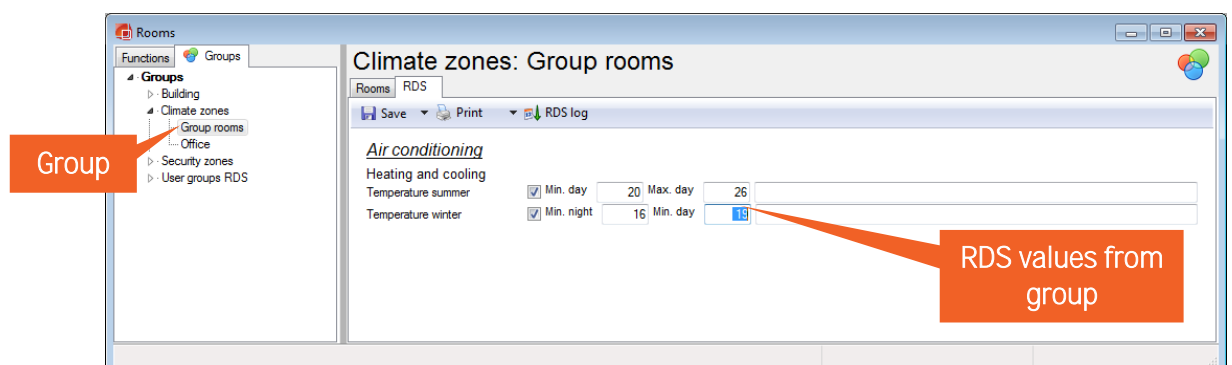 Rooms
Functions Groups
Groups
Building
Climate zones
Group rooms
Office
Security zones
User groups RDS
Group
Climate zones: Group rooms
Rooms RDS
Save Print RDS log
Air conditioning
Heating and cooling
Temperature summer Min. day 20 Max. day 26
Temperature winter Min. night 16 Min. day 19
RDS values from
group